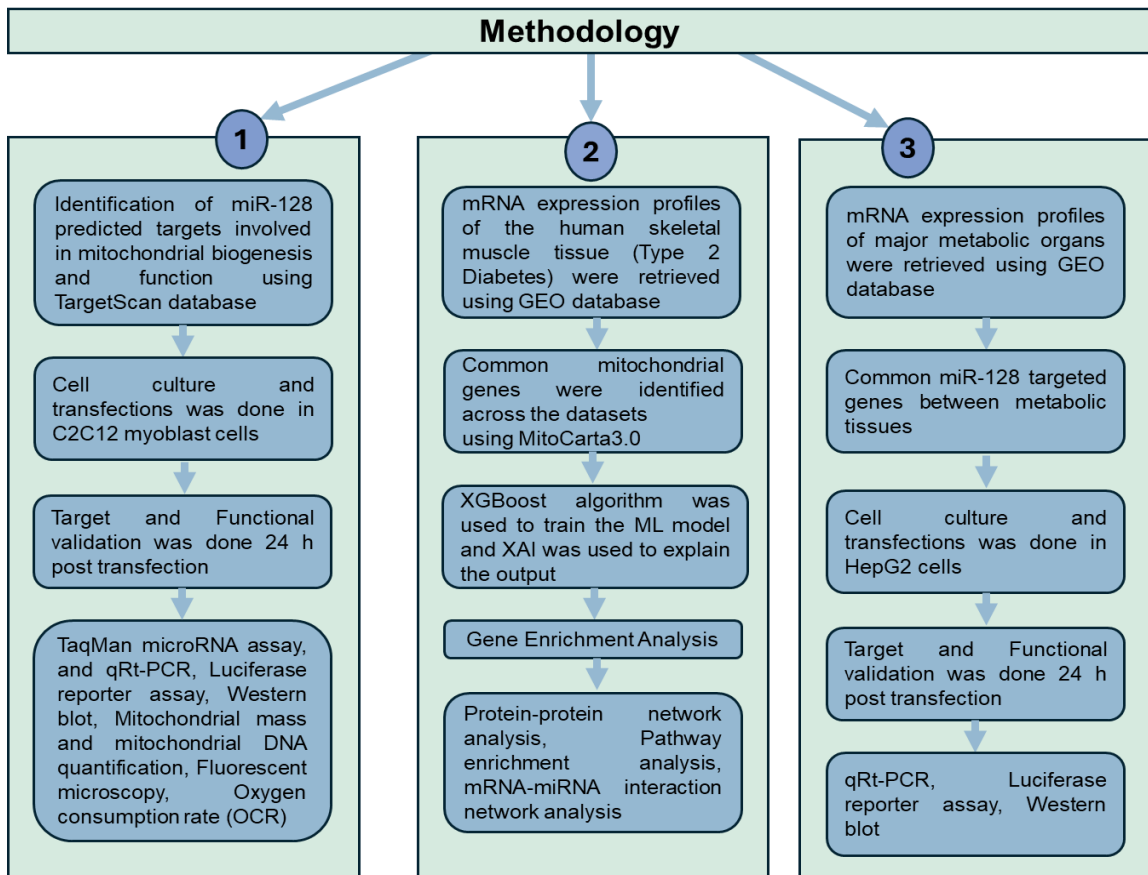 Methodology
1
Identification of miR-128
predicted targets involved
in mitochondrial biogenesis
and function using
TargetScan database
Cell culture and
transfections was done in
C2C12 myoblast cells
Target and Functional
validation was done 24 h
post transfection
TaqMan microRNA assay,
and qRt-PCR, Luciferase
reporter assay, Western
blot, Mitochondrial mass
and mitochondrial DNA
quantification, Fluorescent
microscopy, Oxygen
consumption rate (OCR)
2
mRNA expression profiles
of the human skeletal
muscle tissue (Type 2
Diabetes) were retrieved
using GEO database
Common mitochondrial
genes were identified
across the datasets
using MitoCarta3.0
XGBoost algorithm was
used to train the ML model
and XAI was used to explain
the output
Gene Enrichment Analysis
Protein-protein network
analysis, Pathway
enrichment analysis,
mRNA-miRNA interaction
network analysis
3
mRNA expression profiles
of major metabolic organs
were retrieved using GEO
database
Common miR-128 targeted
genes between metabolic
tissues
Cell culture and
transfections was done in
HepG2 cells
Target and Functional
validation was done 24 h
post transfection
qRt-PCR, Luciferase
reporter assay, Western
blot